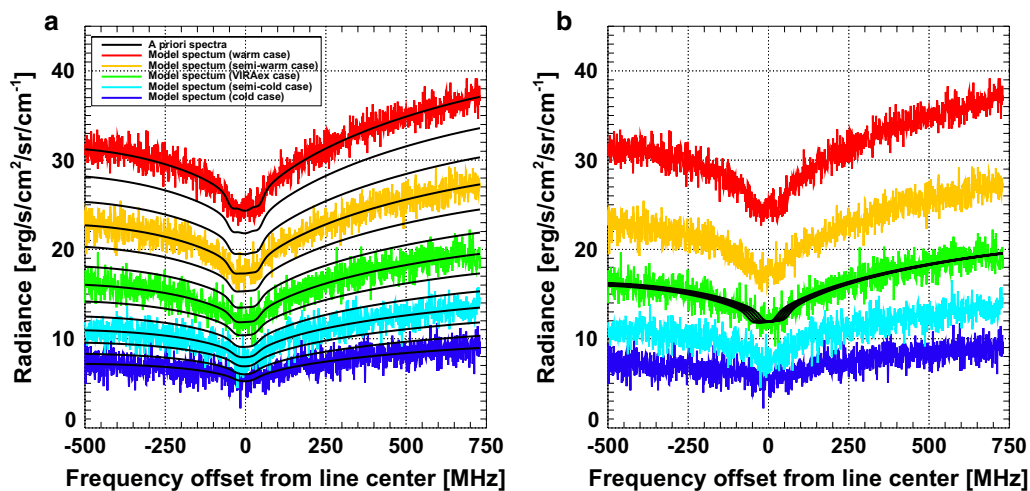 a
b
A priori spectra
Model spectum (warm case)
Model spectum (semi-warm case)
Model spectum (VIRAex case)
Model spectum (semi-cold case)
Model spectum (cold case)
Radiance [erg/s/cm2/sr/cm-1]
40
30
20
10
0
-500 -250 0 250 500 750
Frequency offset from line center [MHz]
Radiance [erg/s/cm2/sr/cm-1]
40
30
20
10
0
-500 -250 0 250 500 750
Frequency offset from line center [MHz]